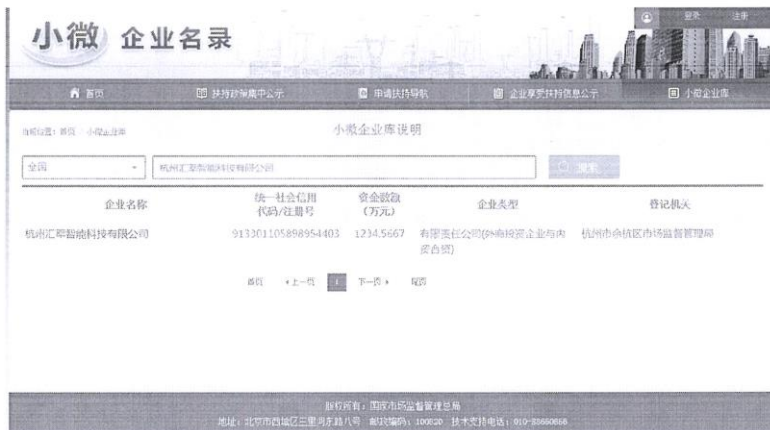 小微 企业名录
登录 注册
首页 扶持政策集中公示 申请扶持导航 企业享受扶持信息公示 小微企业库
当前位置：首页 小微企业库
小微企业库说明
全国 杭州汇萃智能科技有限公司 搜索
企业名称 统一社会信用代码/注册号 资金数额（万元） 企业类型 登记机关
杭州汇萃智能科技有限公司 913301105898954403 1234.5667 有限责任公司(外商投资企业与内资合资) 杭州市余杭区市场监督管理局
首页 上一页 1 下一页 尾页
版权所有：国家市场监督管理总局
地址：北京市西城区三里河东路八号 邮政编码：100820 技术支持电话：010-88650868